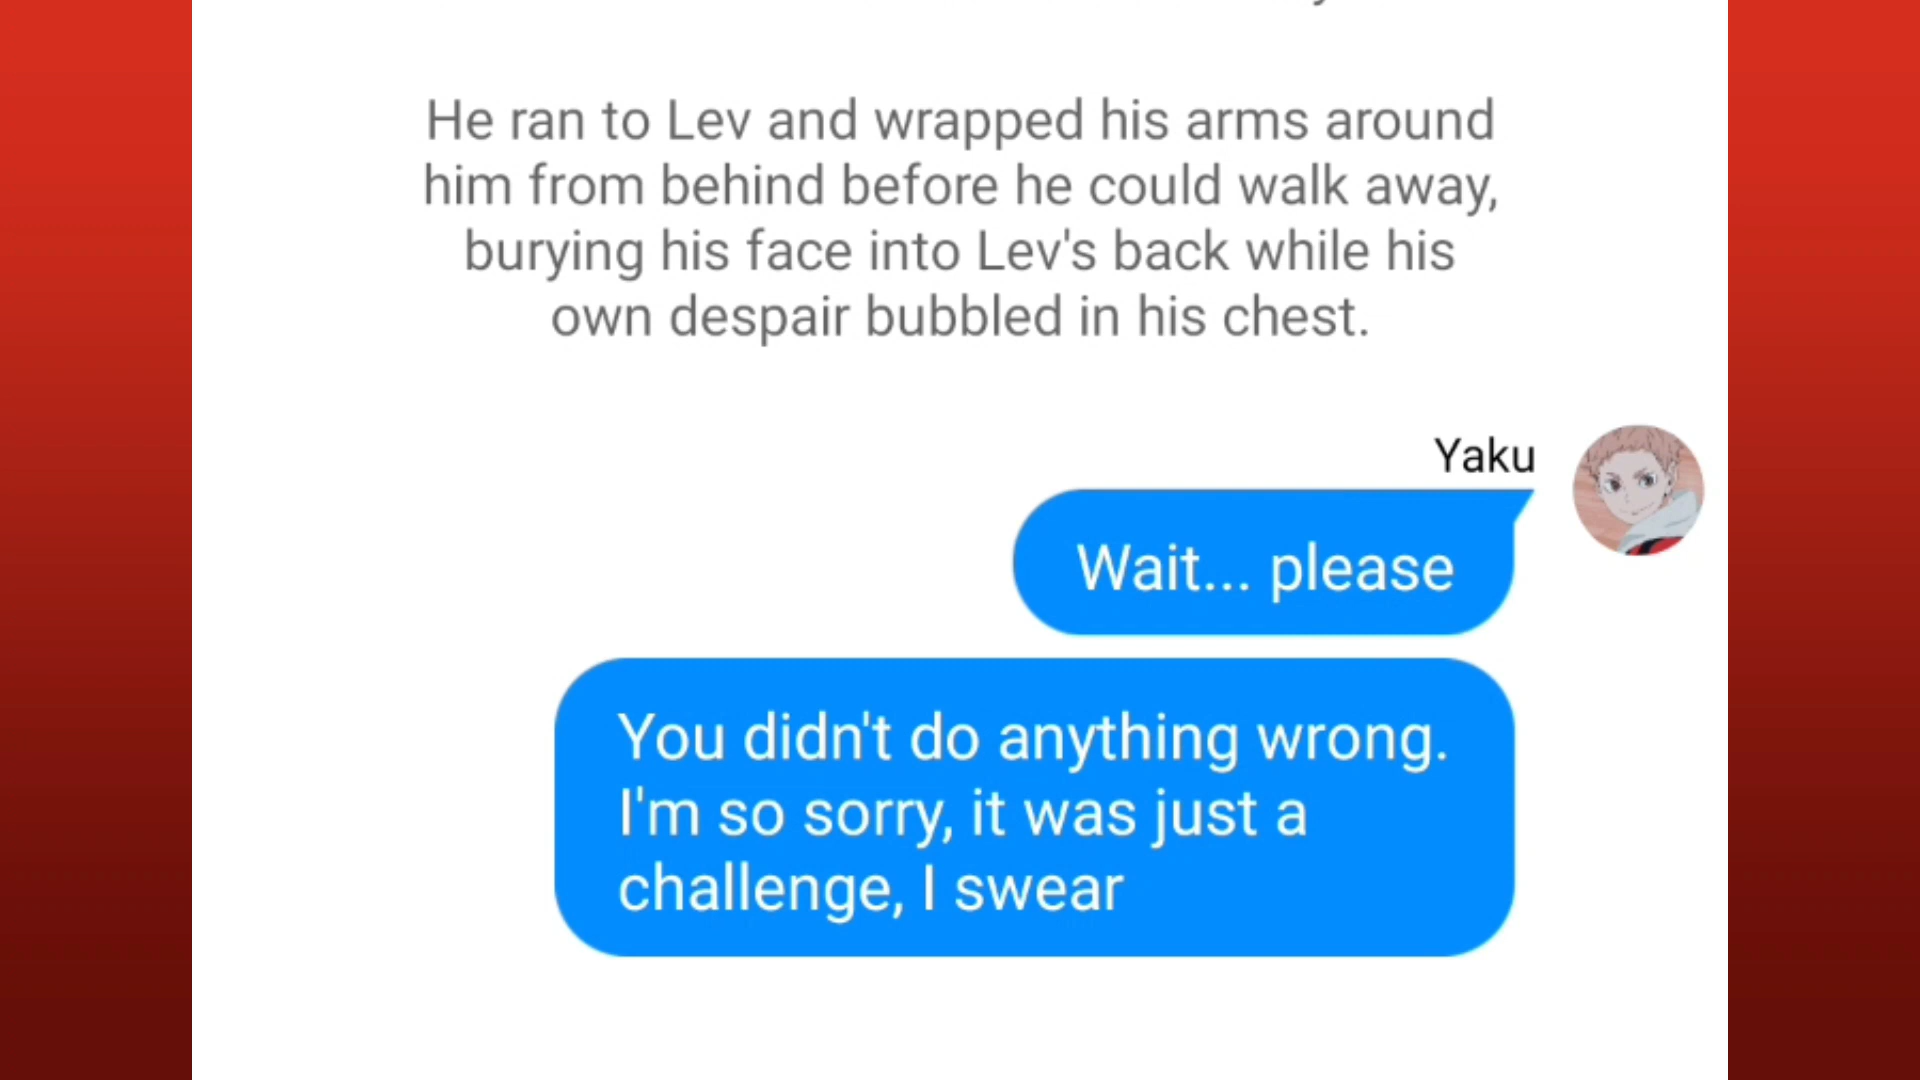 He ran to Lev and wrapped his arms around
him from behind before he could walk away,
burying his face into Lev's back while his
own despair bubbled in his chest.
Yaku
Wait... please
You didn't do anything wrong.
I'm so sorry, it was just a
challenge, I swear